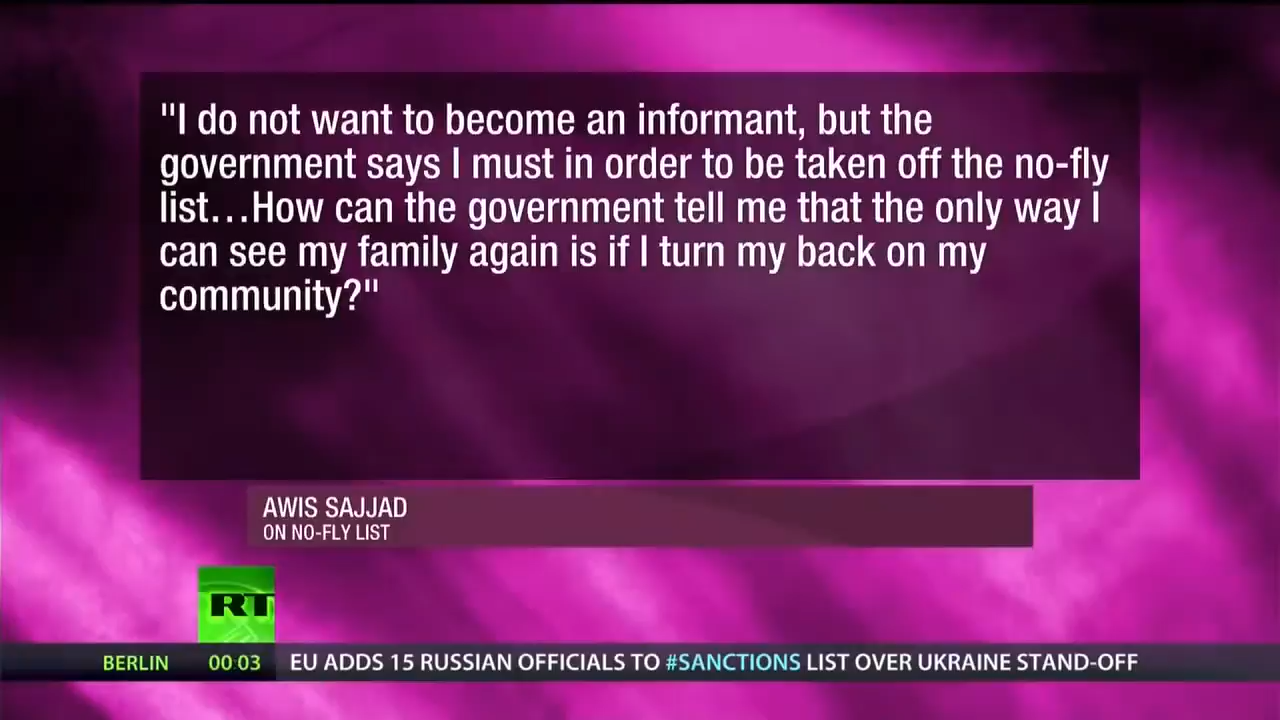 "I do not want to become an informant, but the
government says I must in order to be taken off the no-fly
list...How can the government tell me that the only way I
can see my family again is if I turn my back on my
community?"
AWIS SAJJAD
ON NO-FLY LIST
RT
BERLIN 00:03 EU ADDS 15 RUSSIAN OFFICIALS TO #SANCTIONS LIST OVER UKRAINE STAND-OFF